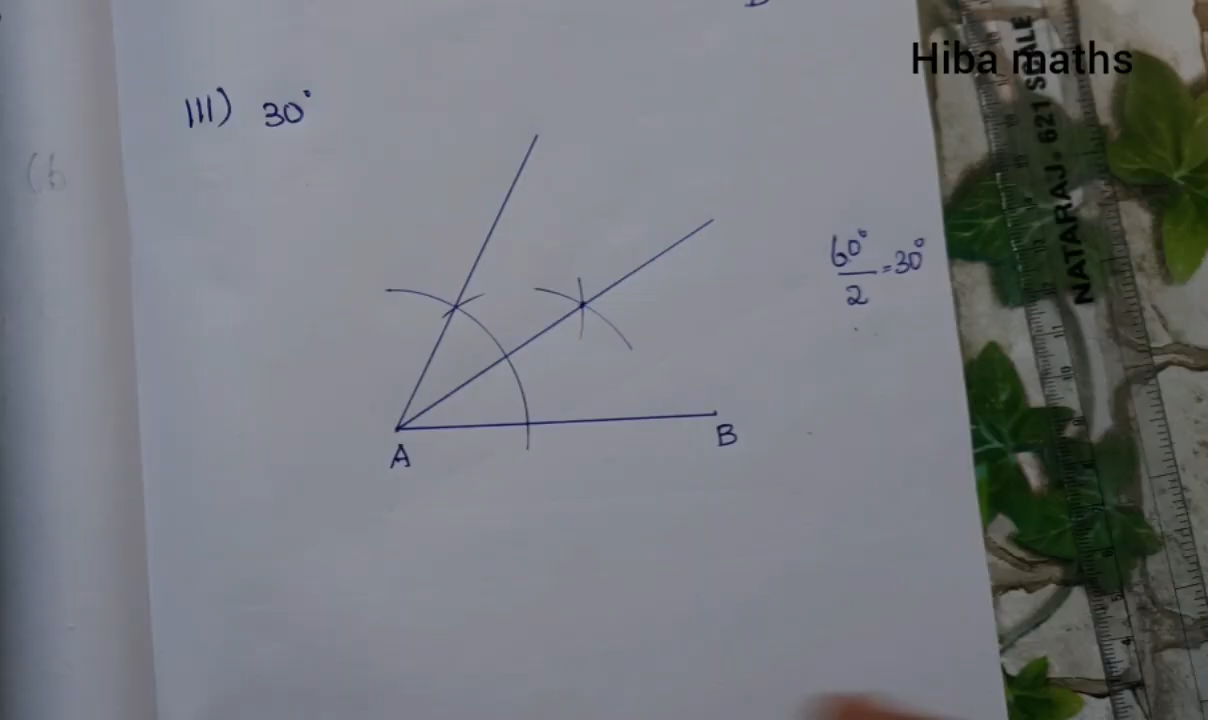 Hiba maths
III) 30°
60°
2
=30°
A
B
NATARAJ. 621 SCALE